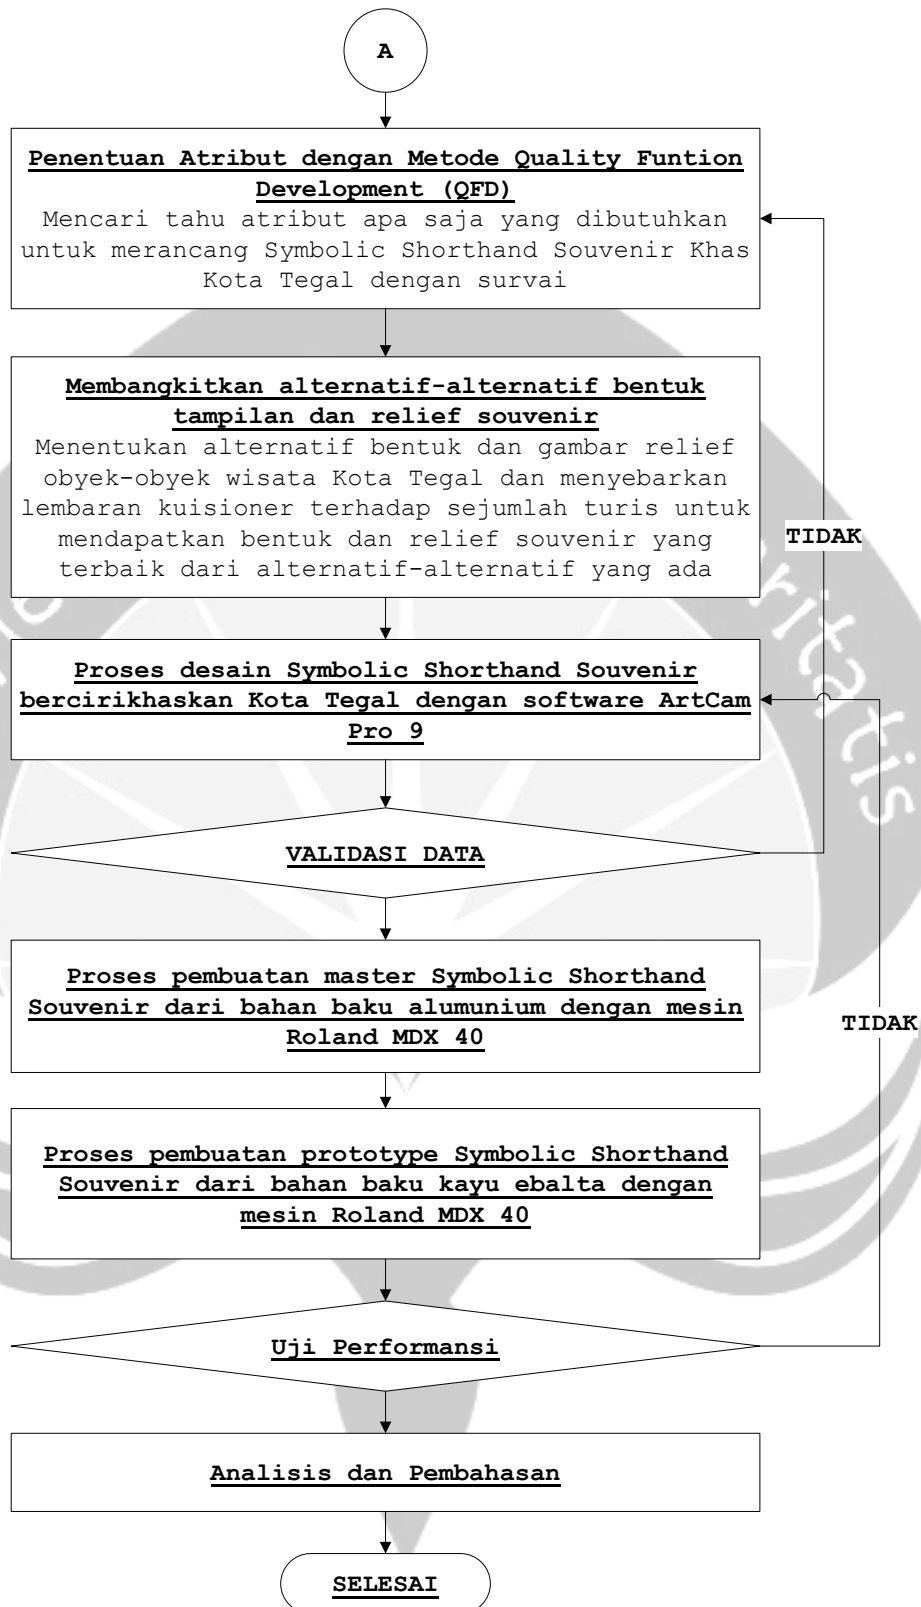 A
Penentuan Atribut dengan Metode Quality Funtion
Development (QFD)
Mencari tahu atribut apa saja yang dibutuhkan
untuk merancang Symbolic Shorthand Souvenir Khas
Kota Tegal dengan survai
Membangkitkan alternatif-alternatif bentuk
tampilan dan relief souvenir
Menentukan alternatif bentuk dan gambar relief
obyek-obyek wisata Kota Tegal dan menyebarkan
lembaran kuisioner terhadap sejumlah turis untuk
mendapatkan bentuk dan relief souvenir yang
terbaik dari alternatif-alternatif yang ada
TIDAK
Proses desain Symbolic Shorthand Souvenir
bercirikhaskan Kota Tegal dengan software ArtCam
Pro 9
VALIDASI DATA
Proses pembuatan master Symbolic Shorthand
Souvenir dari bahan baku alumunium dengan mesin
Roland MDX 40
TIDAK
Proses pembuatan prototype Symbolic Shorthand
Souvenir dari bahan baku kayu ebalta dengan
mesin Roland MDX 40
Uji Performansi
Analisis dan Pembahasan
SELESAI